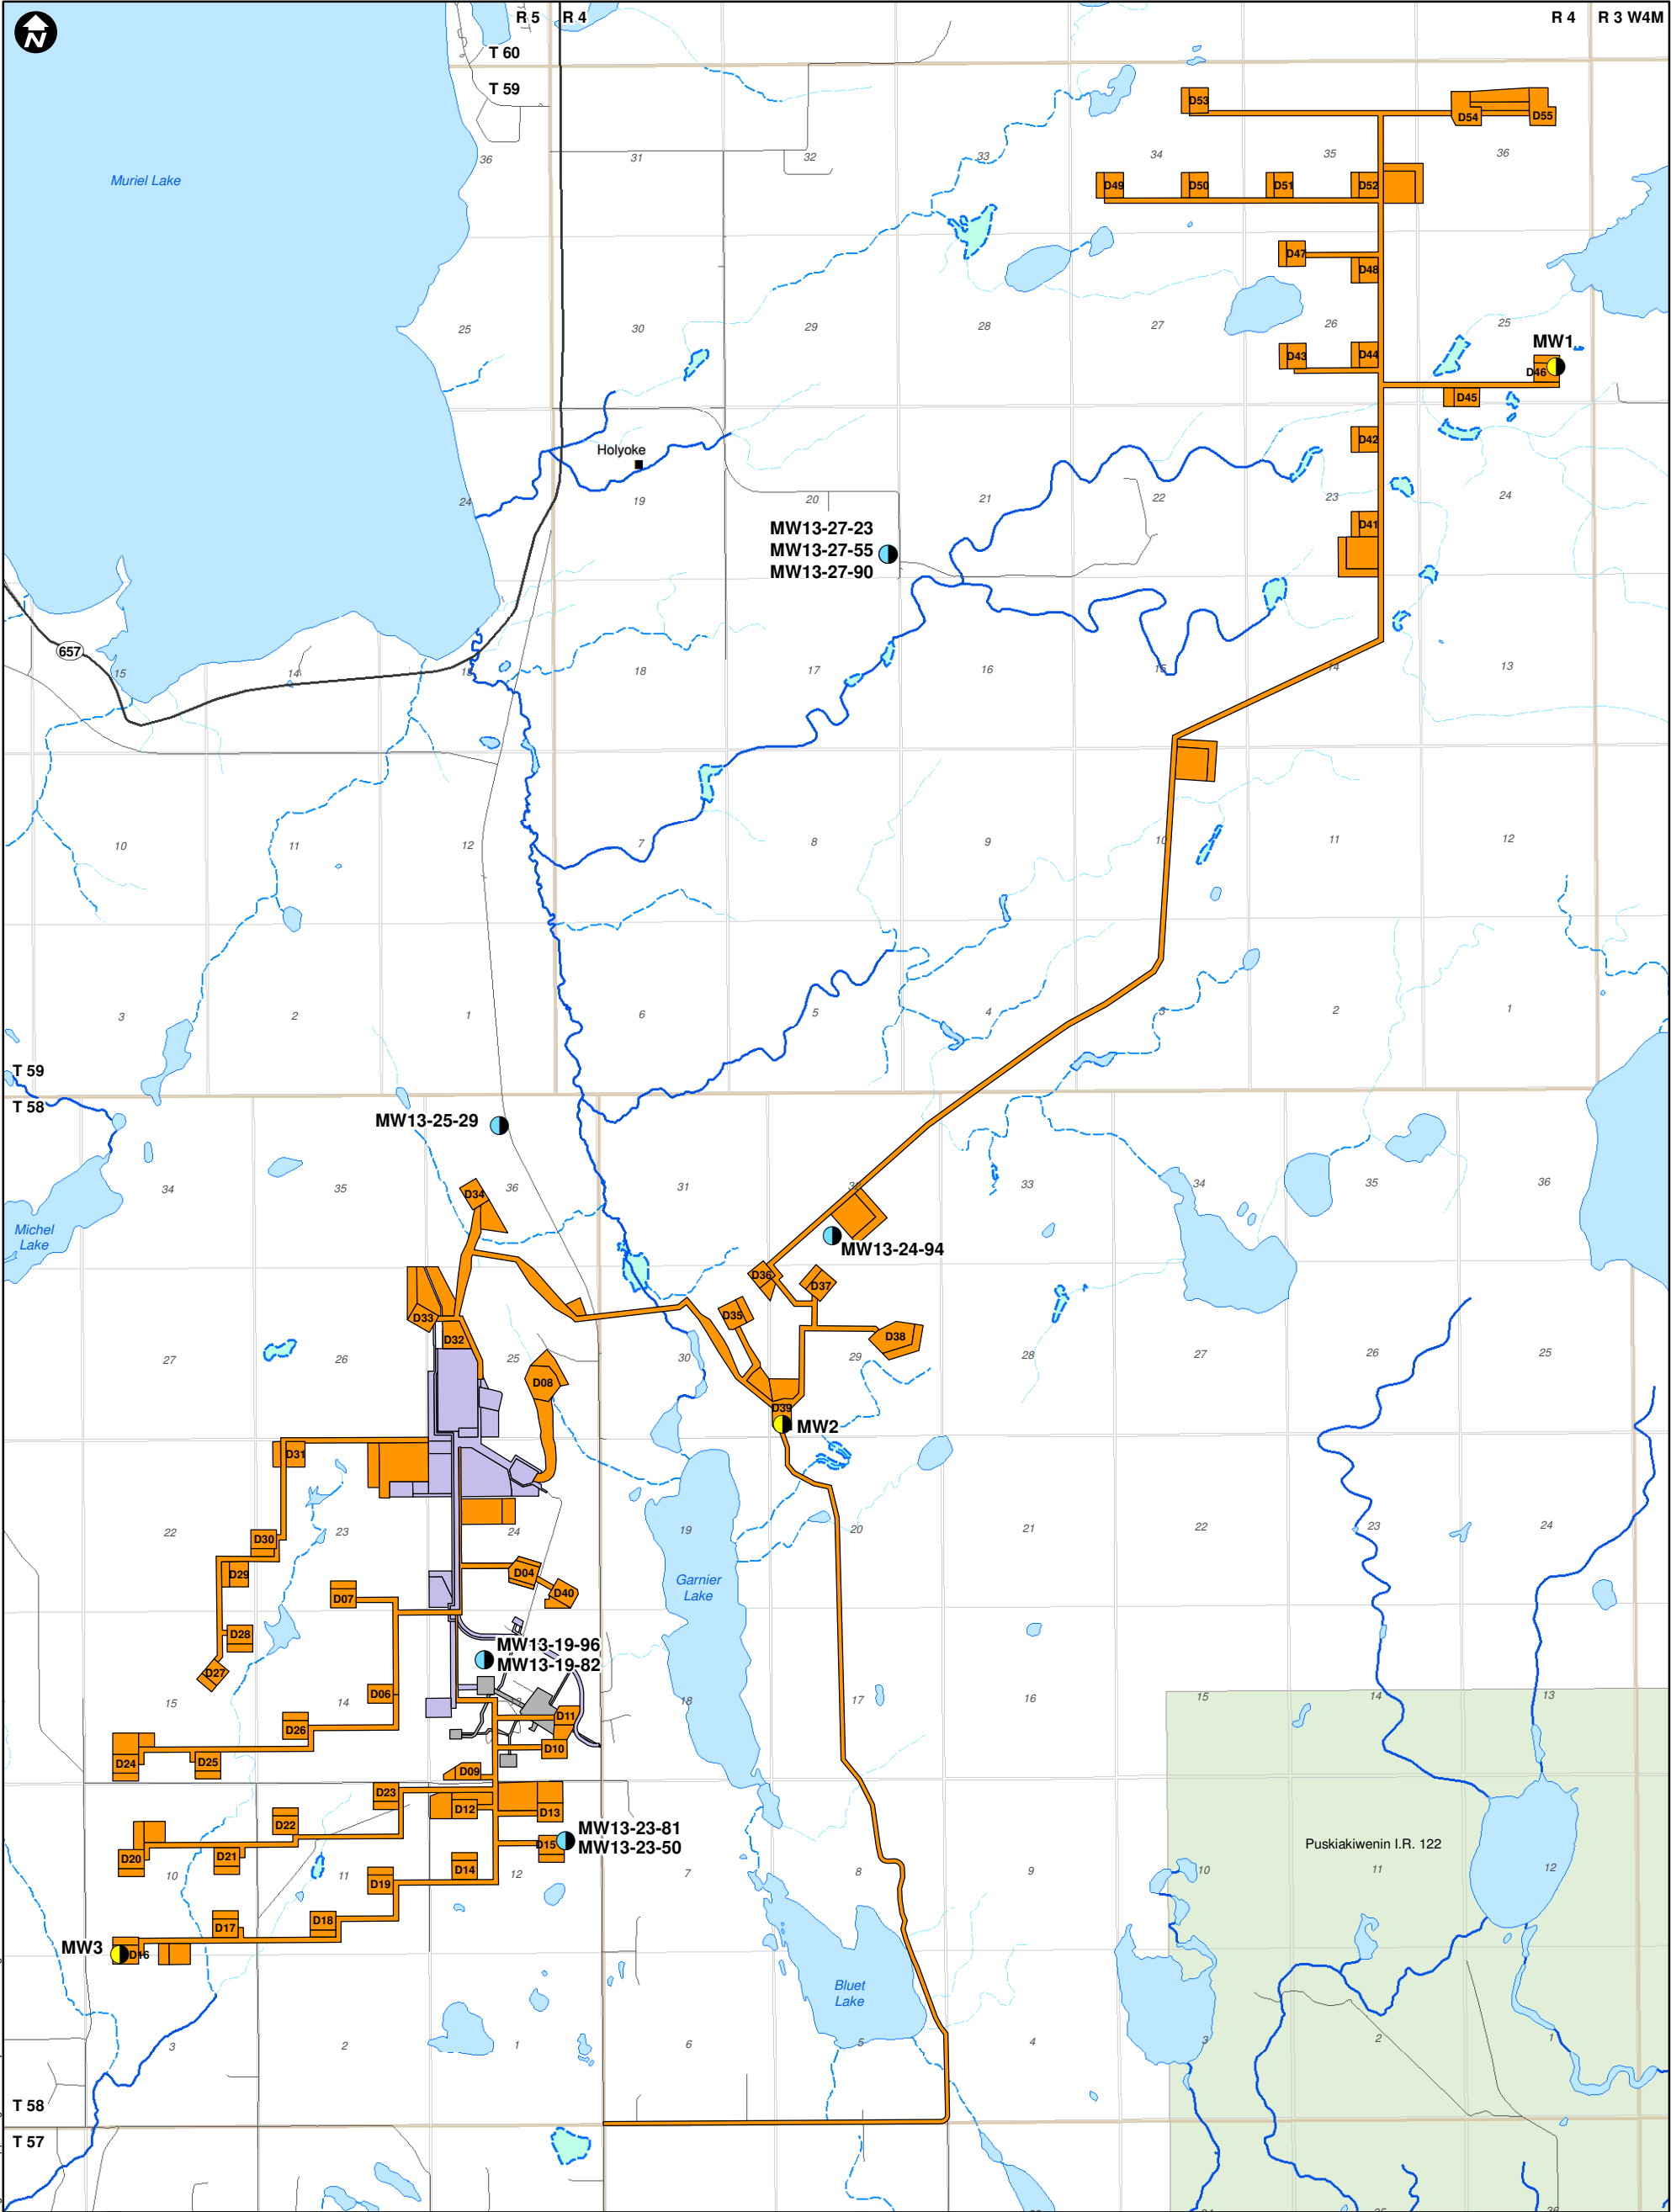 N
R 5
R 4
R 4
R 3 W4M
T 60
T 59
D53
D54
D55
36
31
32
33
34
35
36
Muriel Lake
D49
D50
D51
D52
D47
D48
25
30
29
28
27
26
25
MW1
D43
D44
D46
D45
D42
Holyoke
24
19
20
21
22
23
24
D41
MW13-27-23
MW13-27-55
MW13-27-90
657
15
14
13
18
17
16
15
14
13
10
11
12
7
8
9
10
11
12
3
2
1
6
5
4
3
2
1
T 59
T 58
MW13-25-29
34
35
36
31
32
33
34
35
36
D34
Michel
Lake
MW13-24-94
D36
D37
D33
D35
D32
D38
27
26
25
30
29
28
27
26
25
D08
D39
MW2
D31
22
23
24
19
20
21
22
23
24
D30
D29
D04
D40
D07
Garnier
Lake
D28
MW13-19-96
MW13-19-82
D27
15
14
18
17
16
15
14
13
D06
D26
D11
D10
D24
D25
D09
D23
D12
D13
D22
MW13-23-81
MW13-23-50
D15
Puskiakiwenin I.R. 122
D20
D21
D14
10
11
12
7
8
9
10
11
12
D19
D17
D18
MW3
D16
Bluet
Lake
3
2
1
6
5
4
3
2
1
T 58
T 57